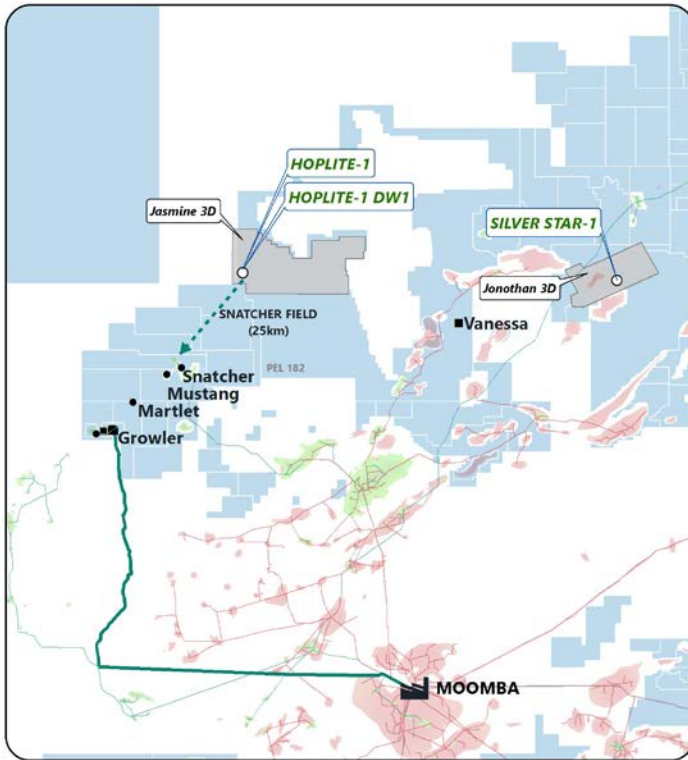 HOPLITE-1
Jasmine 3D
HOPLITE-1 DW1
SILVER STAR-1
Jonothan 3D
SNATCHER FIELD
(25km)
Vanessa
PEL 182
Snatcher
Mustang
Martlet
Growler
MOOMBA